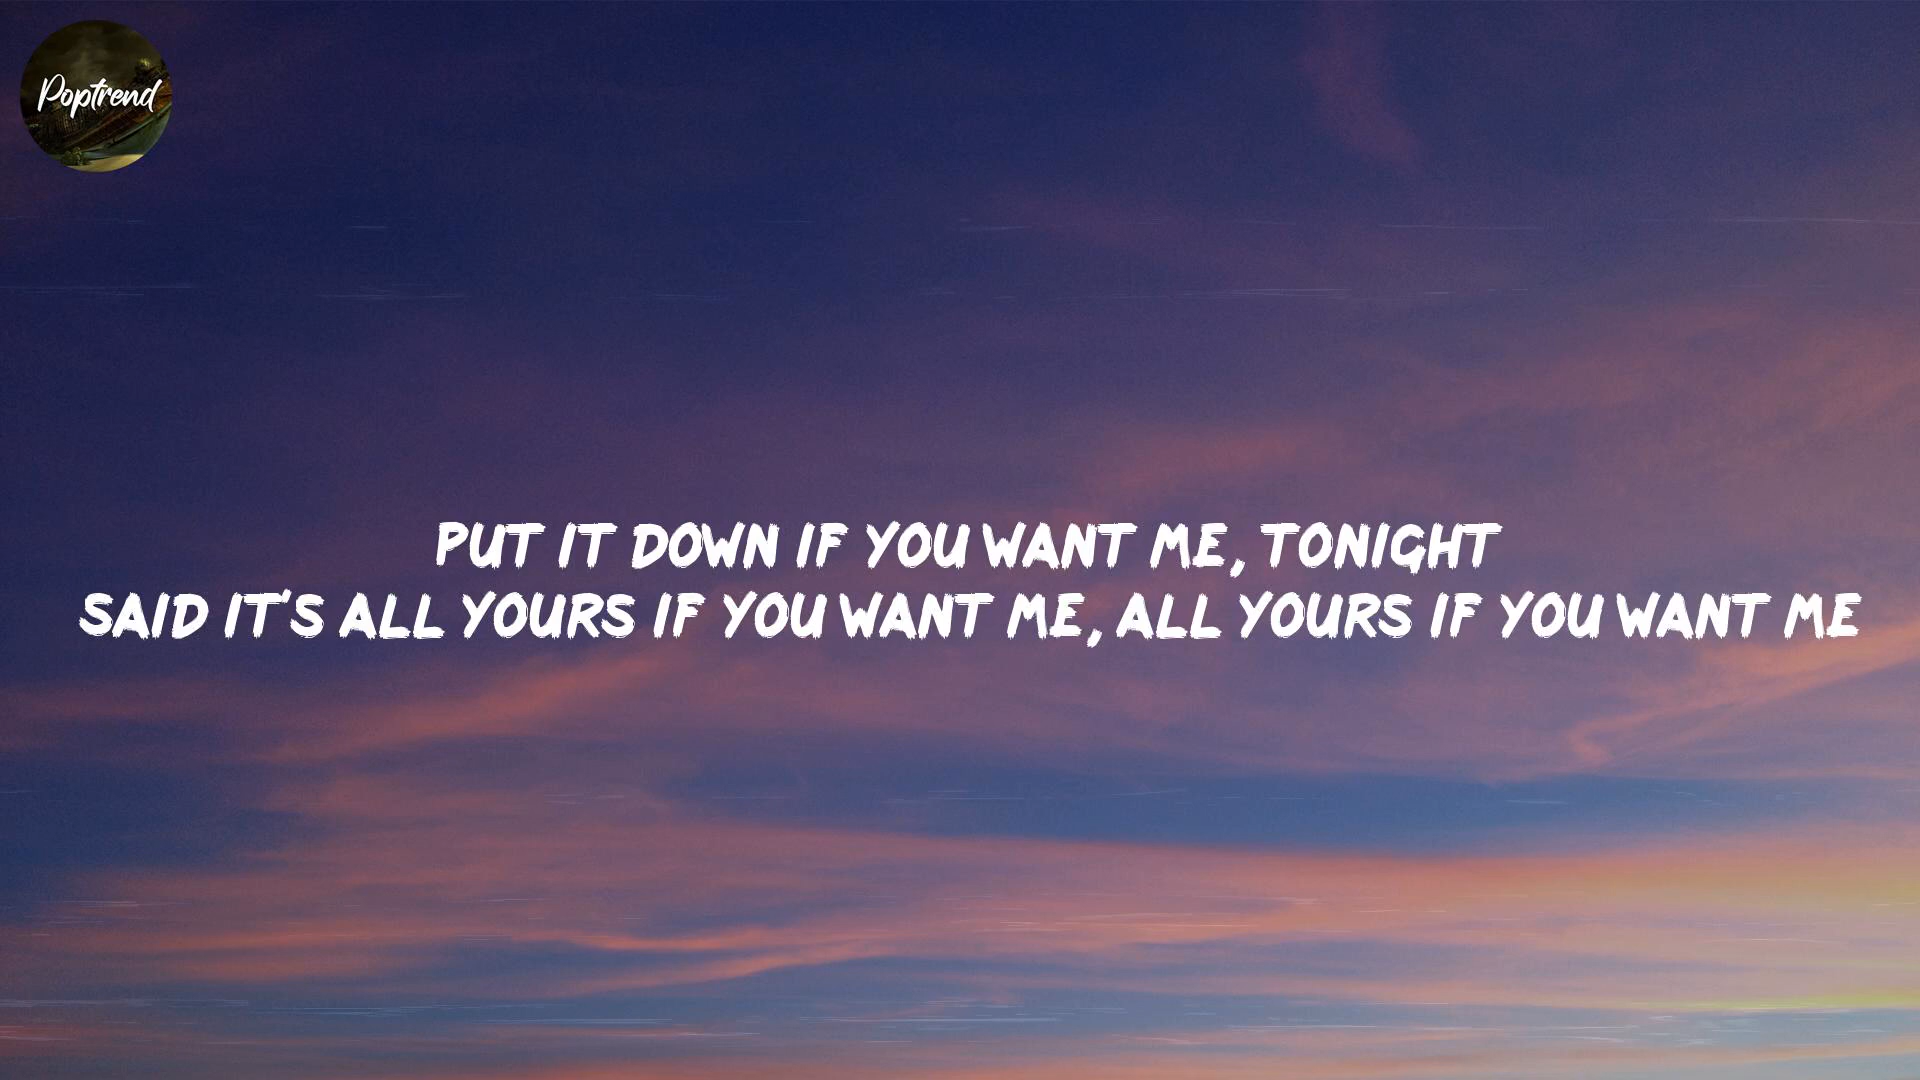 Poptrend
PUT IT DOWN IF YOU WANT ME, TONIGHT
SAID IT'S ALL YOURS IF YOU WANT ME, ALL YOURS IF YOU WANT ME